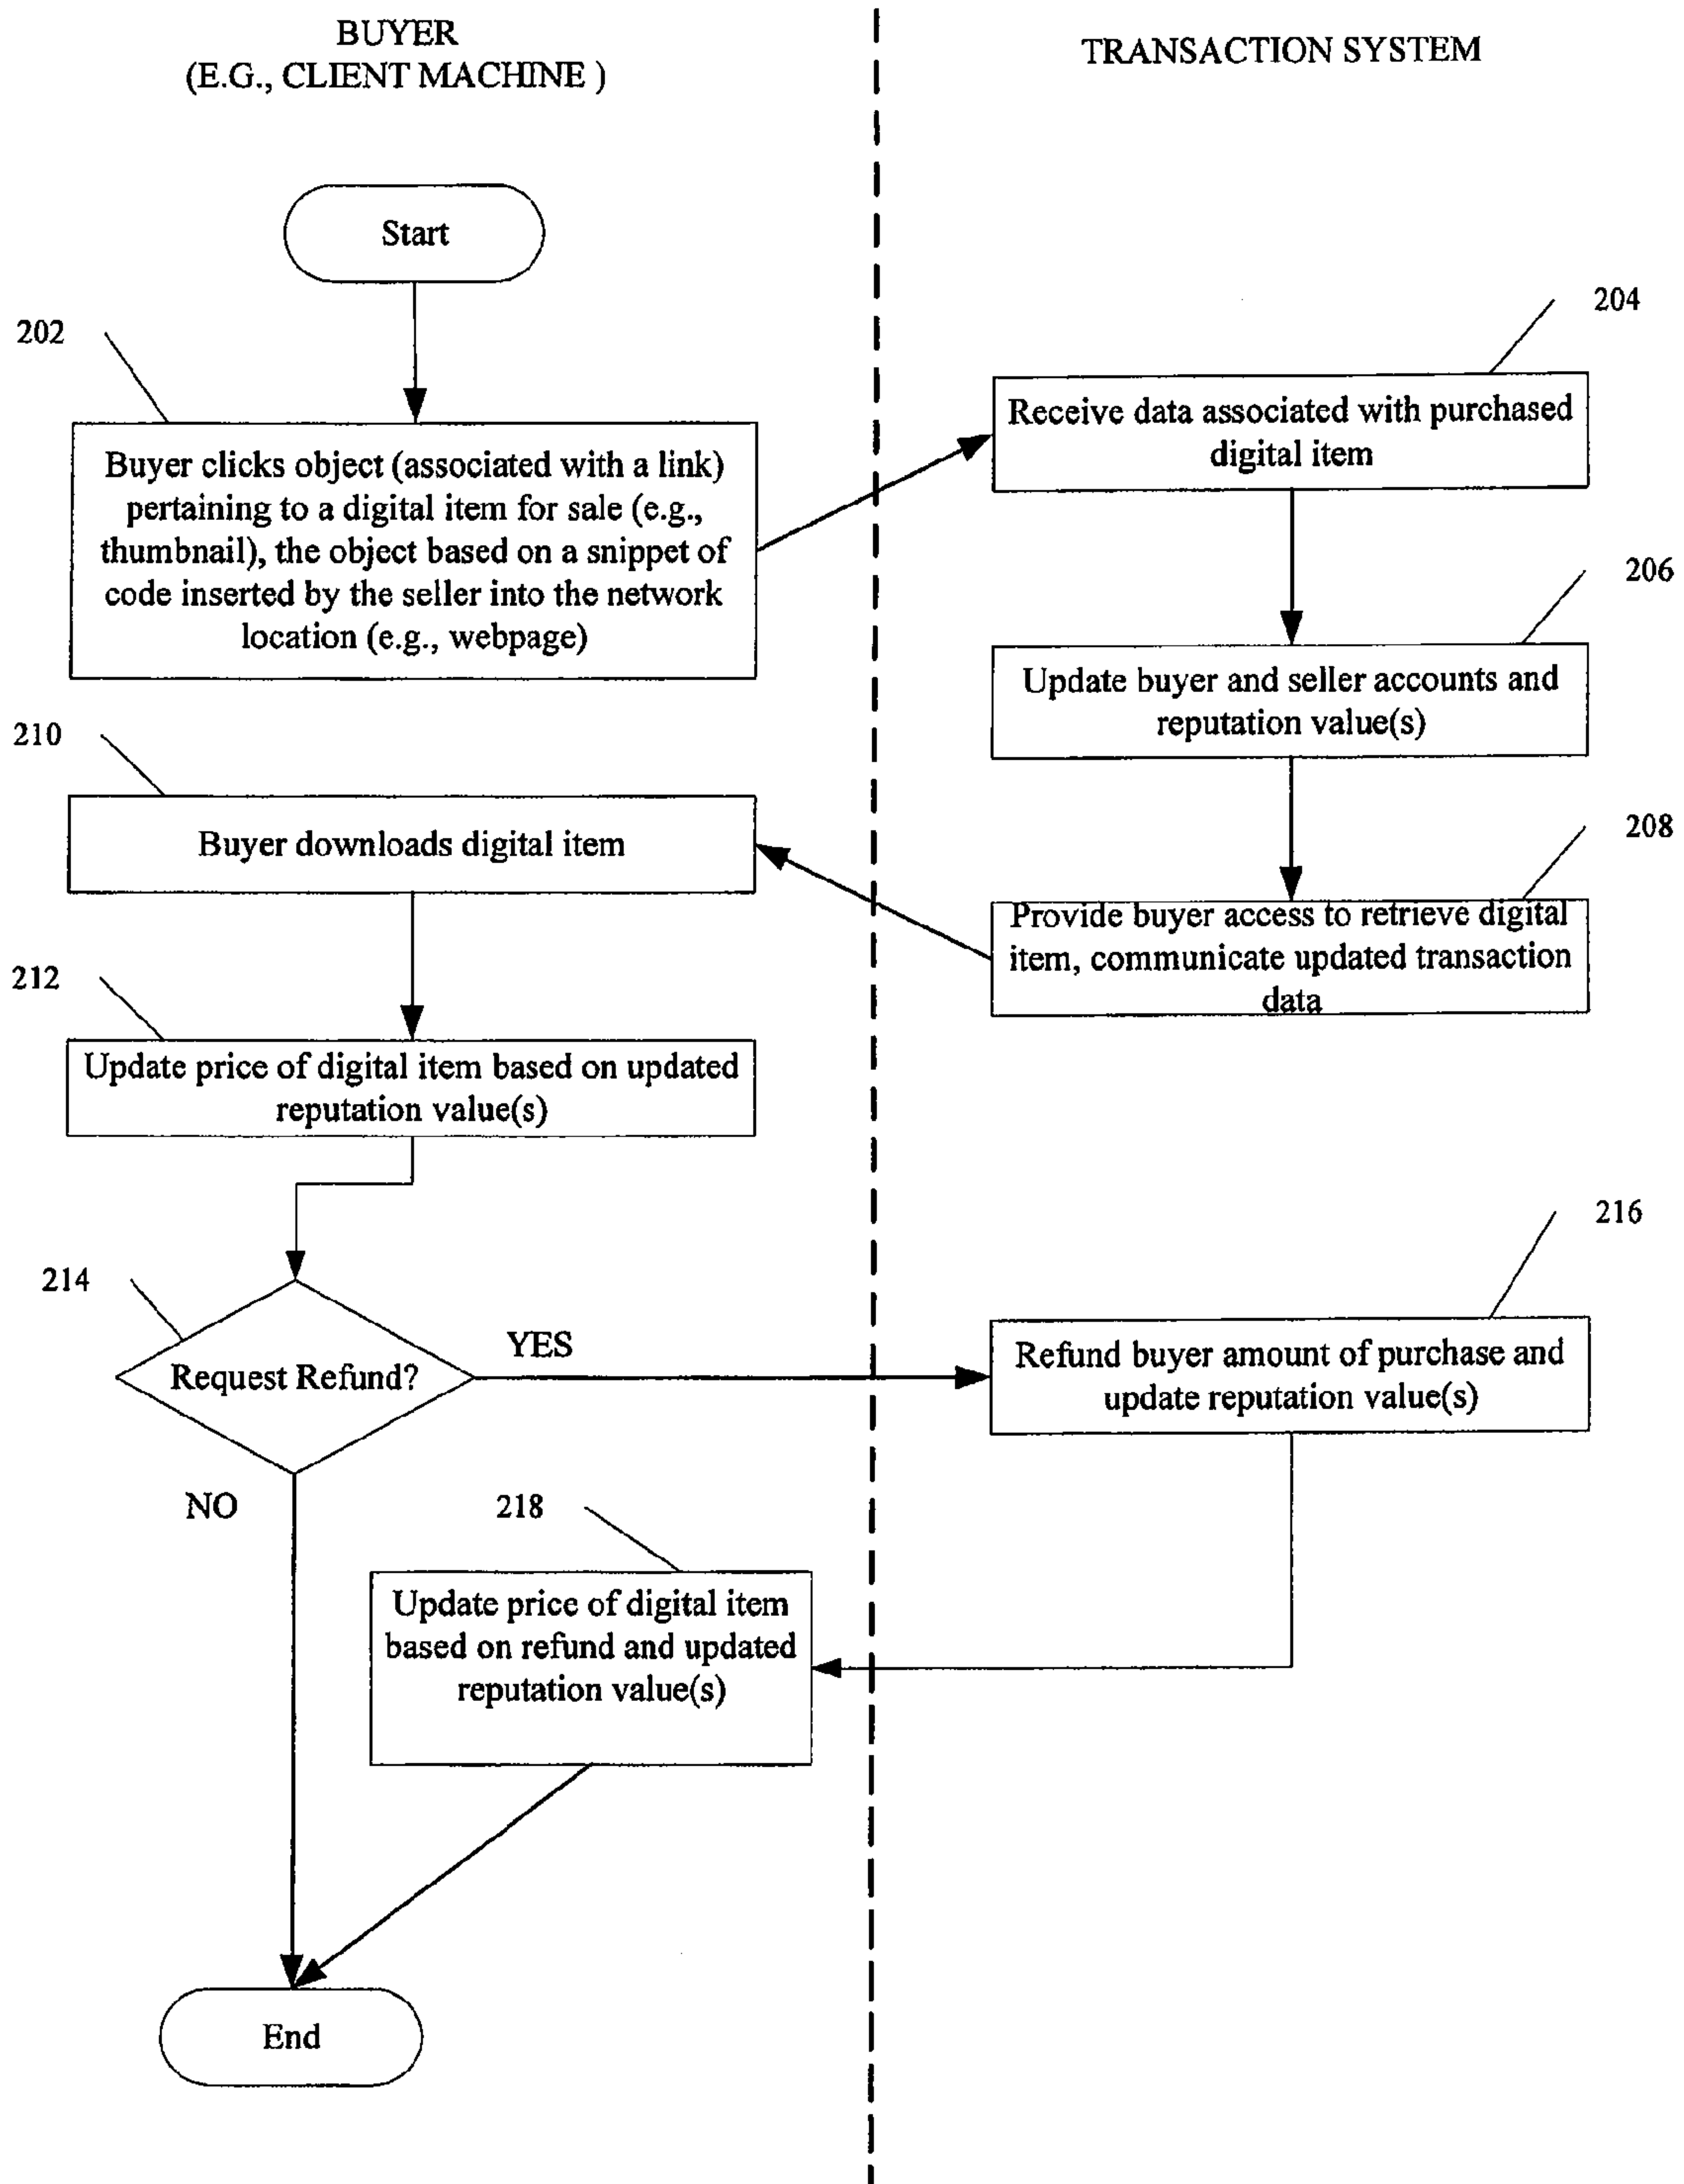 BUYER
(E.G., CLIENT MACHINE )
TRANSACTION SYSTEM
Start
202
Buyer clicks object (associated with a link)
pertaining to a digital item for sale (e.g.,
thumbnail), the object based on a snippet of
code inserted by the seller into the network
location (e.g., webpage)
204
Receive data associated with purchased
digital item
206
Update buyer and seller accounts and
reputation value(s)
208
Provide buyer access to retrieve digital
item, communicate updated transaction
data
210
Buyer downloads digital item
212
Update price of digital item based on updated
reputation value(s)
214
Request Refund?
YES
NO
216
Refund buyer amount of purchase and
update reputation value(s)
218
Update price of digital item
based on refund and updated
reputation value(s)
End